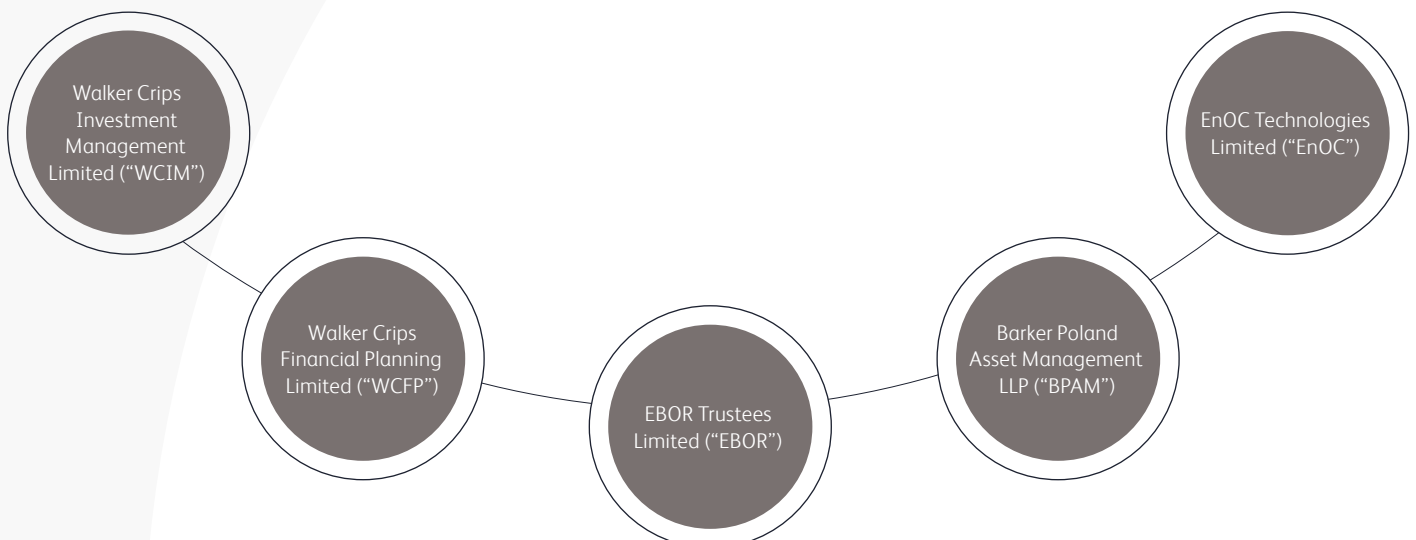 Walker Crips
Investment
Management
Limited (“WCIM”)
Walker Crips
Financial Planning
Limited (“WCFP”)
EBOR Trustees
Limited (“EBOR”)
Barker Poland
Asset Management
LLP (“BPAM”)
EnOC Technologies
Limited (“EnOC”)